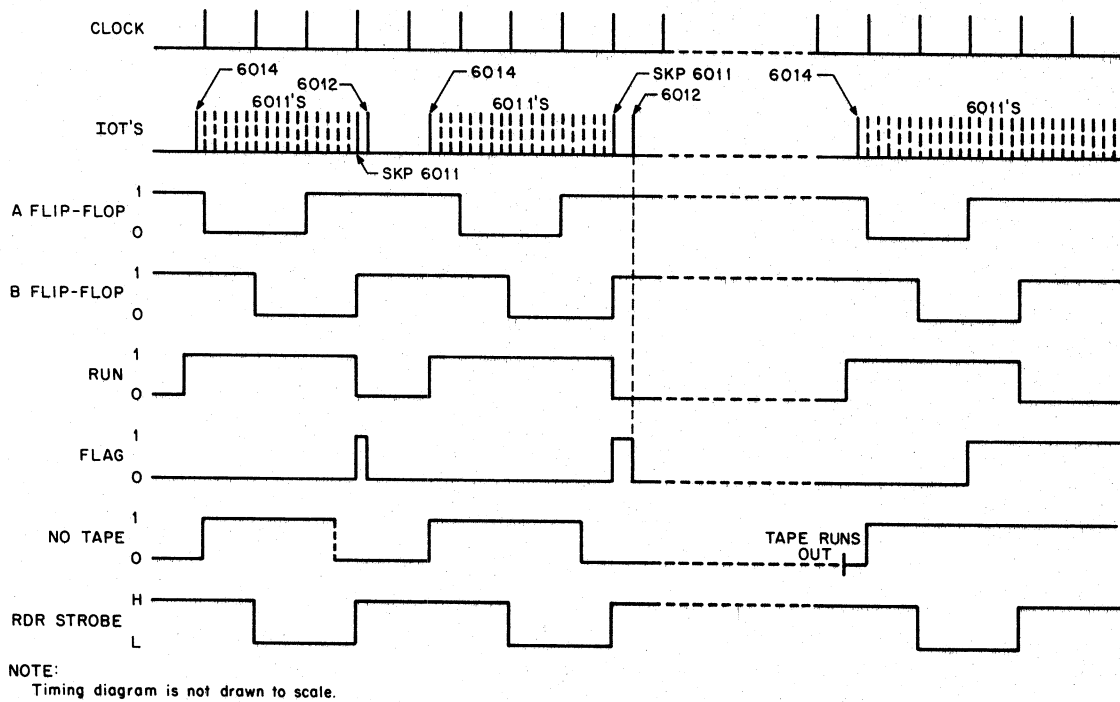 CLOCK
6014
6012
6011'S
6014
6011'S
SKP 6011
6012
6014
6011'S
IOT'S
SKP 6011
A FLIP-FLOP
1
0
B FLIP-FLOP
1
0
RUN
1
0
FLAG
1
0
NO TAPE
1
0
TAPE RUNS
OUT
RDR STROBE
H
L
NOTE:
Timing diagram is not drawn to scale.